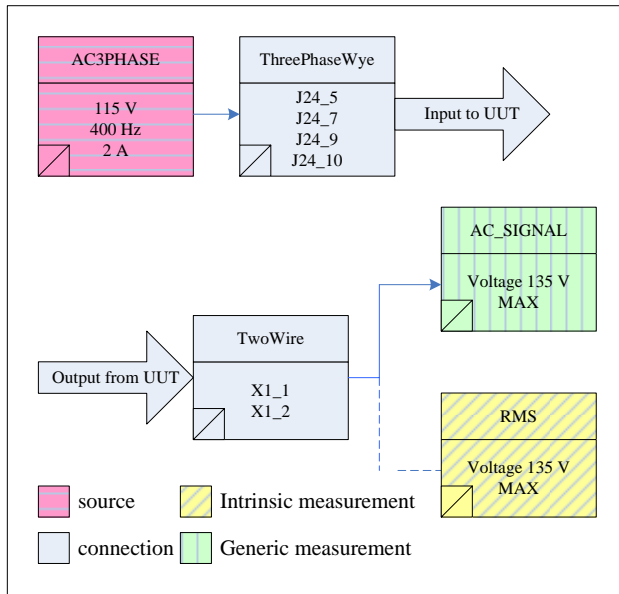 AC3PHASE
115 V
400 Hz
2 A
ThreePhaseWye
J24_5
J24_7
J24_9
J24_10
Input to UUT
AC_SIGNAL
Voltage 135 V
MAX
Output from UUT
TwoWire
X1_1
X1_2
RMS
Voltage 135 V
MAX
source
Intrinsic measurement
connection
Generic measurement